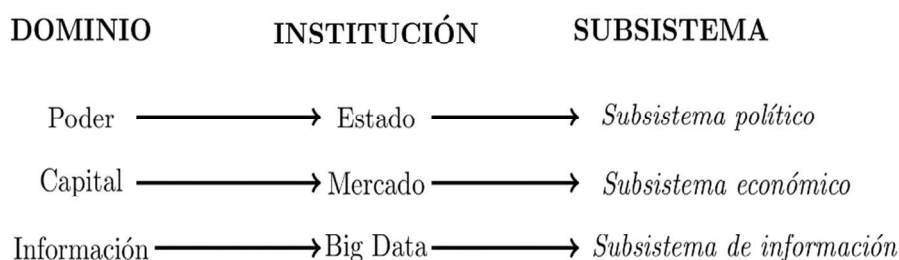 DOMINIO INSTITUCIÓN SUBSISTEMA
Poder Estado Subsistema político
Capital Mercado Subsistema económico
Información Big Data Subsistema de información